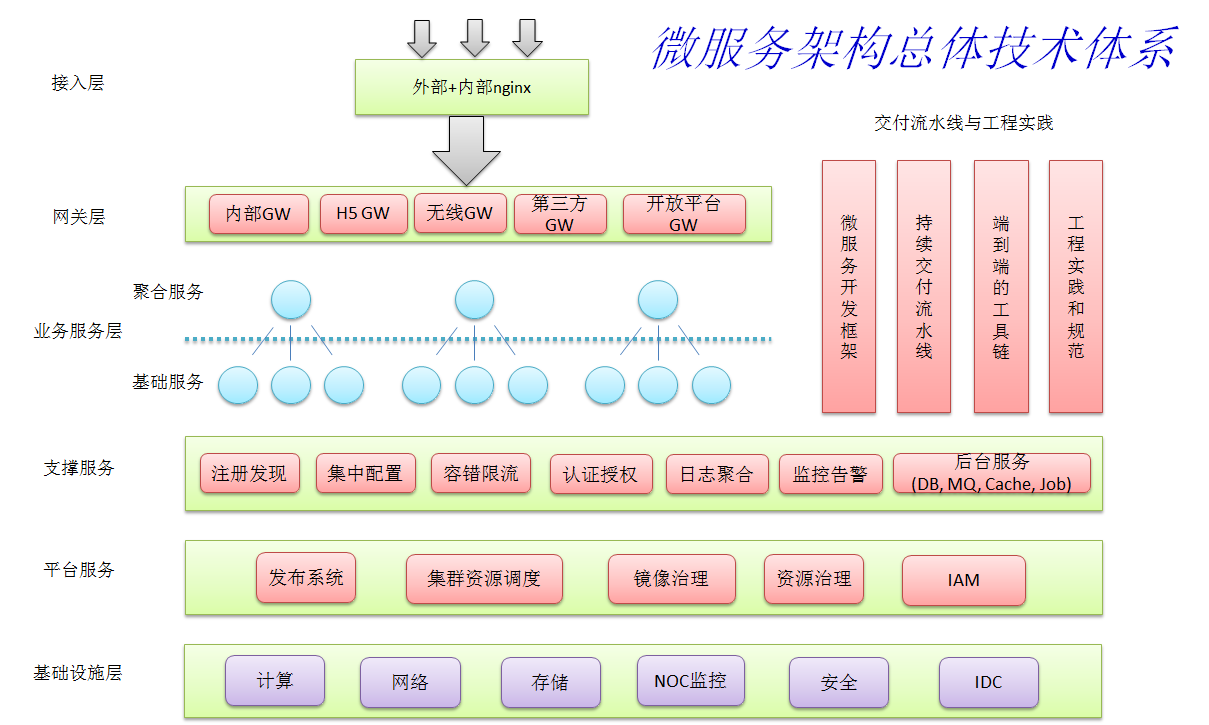 微服务架构总体技术体系
接入层
外部+内部nginx
交付流水线与工程实践
网关层
内部GW
H5 GW
无线GW
第三方
GW
开放平台
GW
微服务开发框架
持续交付流水线
端到端的工具链
工程实践和规范
聚合服务
业务服务层
基础服务
支撑服务
注册发现
集中配置
容错限流
认证授权
日志聚合
监控告警
后台服务
(DB, MQ, Cache, Job)
平台服务
发布系统
集群资源调度
镜像治理
资源治理
IAM
基础设施层
计算
网络
存储
NOC监控
安全
IDC